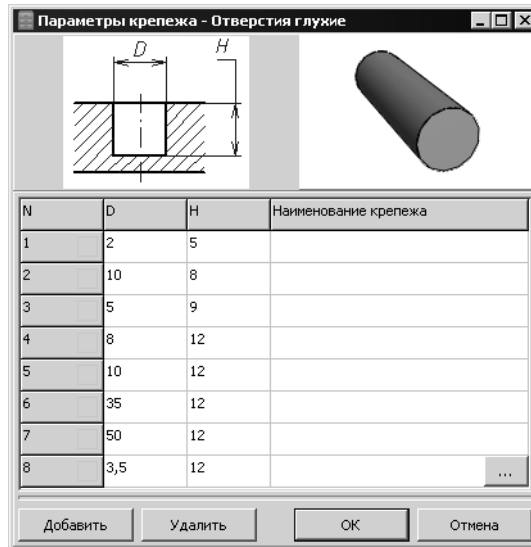 Параметры крепежа - Отверстия глухие
D H
N D H Наименование крепежа
1 2 5
2 10 8
3 5 9
4 8 12
5 10 12
6 35 12
7 50 12
8 3,5 12 ...
Добавить Удалить ОК Отмена